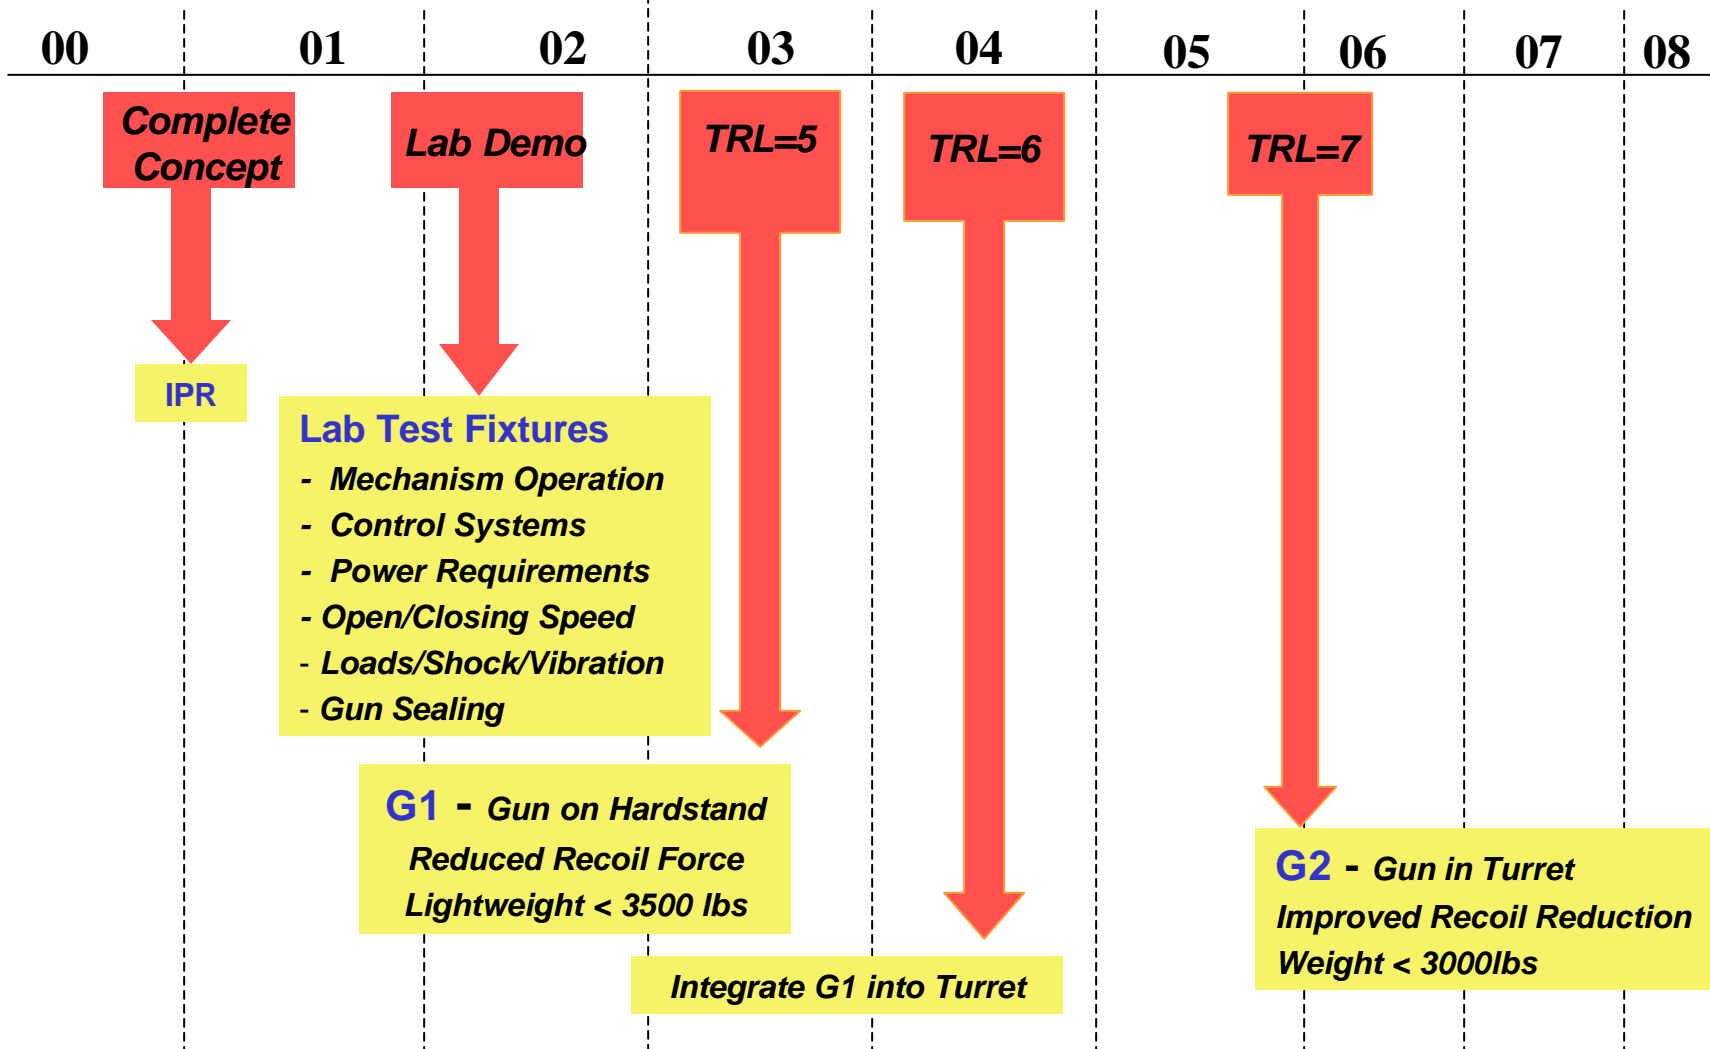 00 01 02 03 04 05 06 07 08
Complete
Concept
Lab Demo
TRL=5
TRL=6
TRL=7
IPR
Lab Test Fixtures
- Mechanism Operation
- Control Systems
- Power Requirements
- Open/Closing Speed
- Loads/Shock/Vibration
- Gun Sealing
G1 - Gun on Hardstand
Reduced Recoil Force
Lightweight < 3500 lbs
Integrate G1 into Turret
G2 - Gun in Turret
Improved Recoil Reduction
Weight < 3000lbs